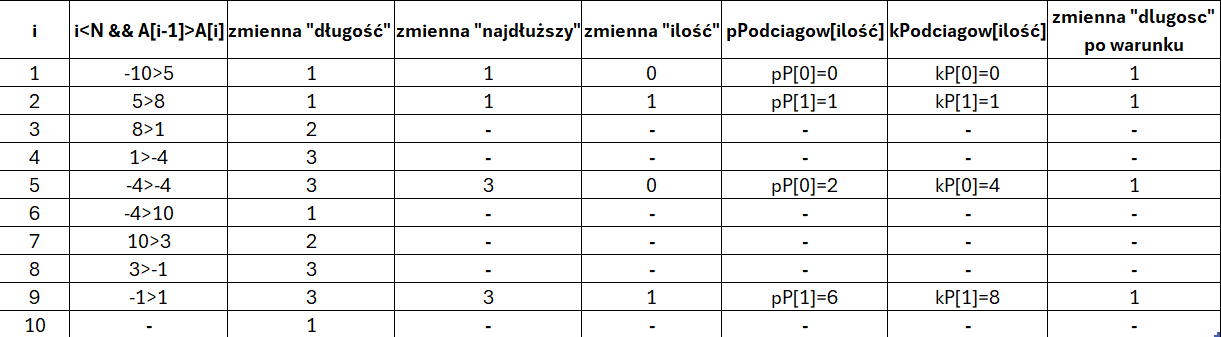 i i<N && A[i-1]>A[i] zmienna "długość" zmienna "najdłuższy" zmienna "ilość" pPodciagow[ilość] kPodciagow[ilość] zmienna "dlugosc"
po warunku
1 -10>5 1 1 0 pP[0]=0 kP[0]=0 1
2 5>8 1 1 1 pP[1]=1 kP[1]=1 1
3 8>1 2 - - - - -
4 1>-4 3 - - - - -
5 -4>-4 3 3 0 pP[0]=2 kP[0]=4 1
6 -4>10 1 - - - - -
7 10>3 2 - - - - -
8 3>-1 3 - - - - -
9 -1>1 3 3 1 pP[1]=6 kP[1]=8 1
10 - 1 - - - - -